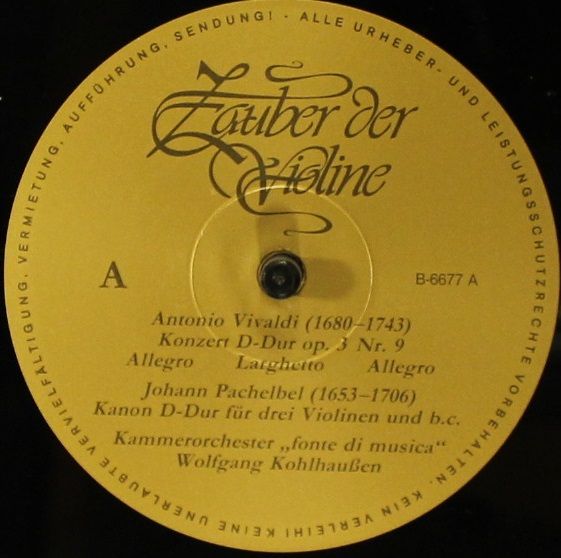 Zauber der
Violine
A
B-6677 A
Antonio Vivaldi (1680–1743)
Konzert D-Dur op. 3 Nr. 9
Allegro Larghetto Allegro
Johann Pachelbel (1653–1706)
Kanon D-Dur für drei Violinen und b.c.
Kammerorchester „fonte di musica“
Wolfgang Kohlhaußen
ALLE URHEBER- UND LEISTUNGSSCHUTZRECHTE VORBEHALTEN. KEIN VERLEIH! KEINE UNERLAUBTE VERVIELFÄLTIGUNG, VERMIETUNG, AUFFÜHRUNG, SENDUNG! -